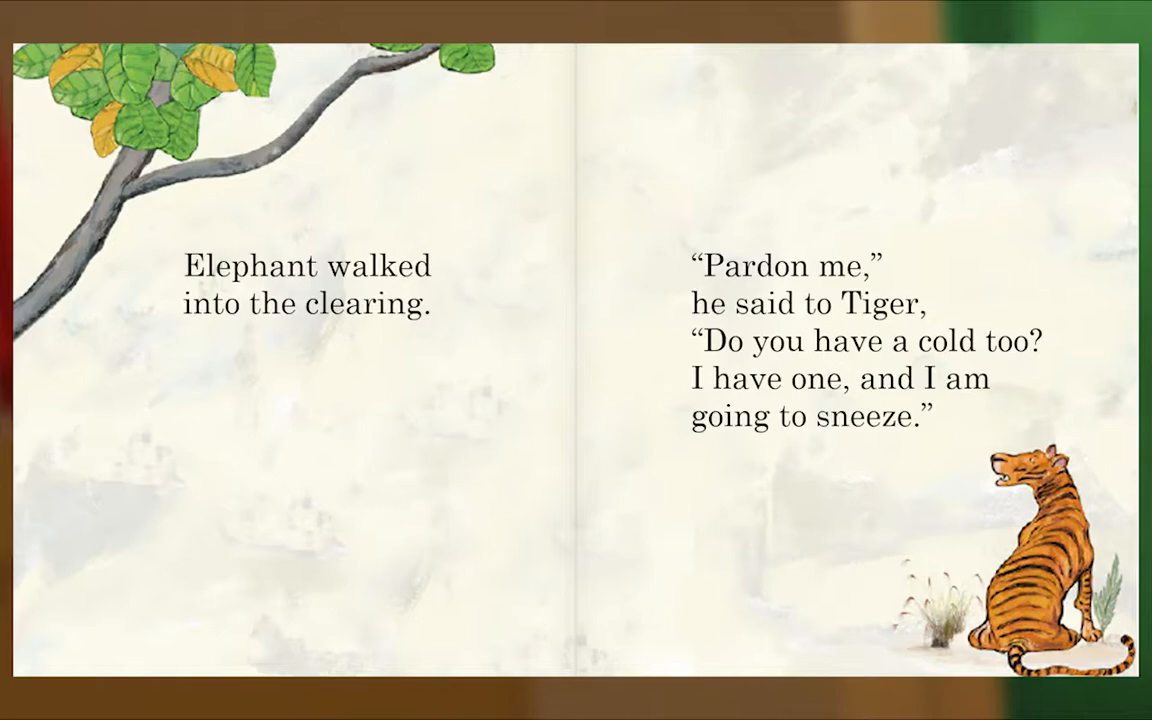 Elephant walked
into the clearing.
“Pardon me,”
he said to Tiger,
“Do you have a cold too?
I have one, and I am
going to sneeze.”